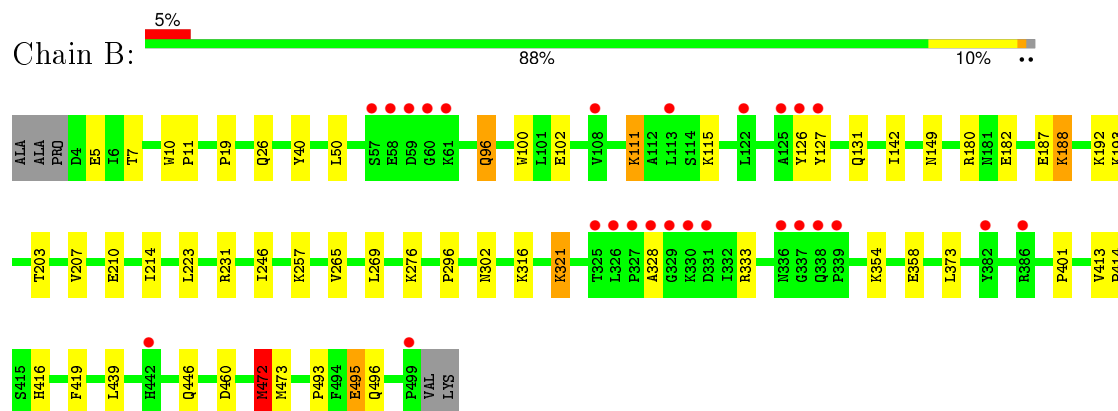 5%
Chain B:
88% 10% ••
ALA ALA PRO D4 E5 I6 T7 W10 P11 P19 Q26 Y40 L50 S57 E58 D59 G60 K61 Q96 W100 L101 E102 V108 K111 A112 L113 S114 K115 L122 A125 Y126 Y127 Q131 I142 N149 R180 N181 E182 E187 K188 K192
T203 V207 E210 I214 L223 R231 I246 K257 V265 L269 K276 P296 N302 K316 K321 T325 L326 P327 A328 G329 K330 D331 I332 R333 N336 G337 Q338 P339 K354 E358 L373 Y382 R386 P401 V413
S415 H416 F419 L439 H442 Q446 D460 M472 M473 P493 F494 E495 Q496 P499 VAL LYS